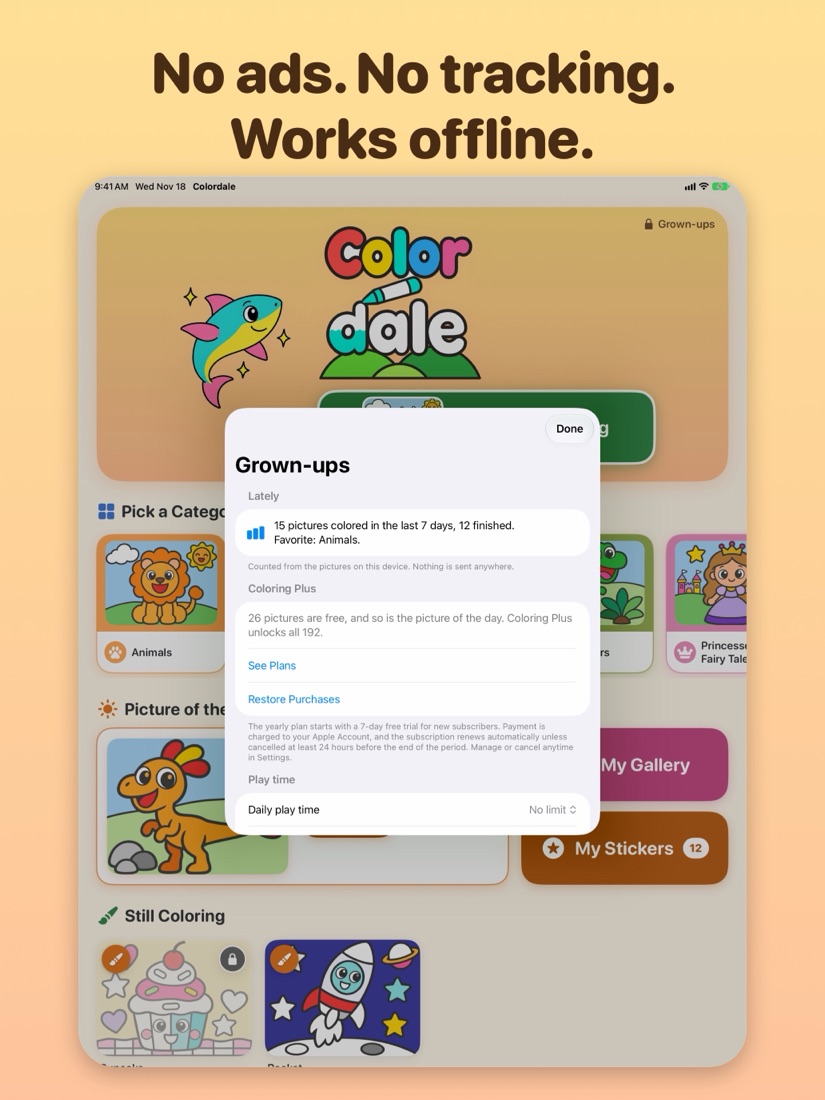 No ads. No tracking.
Works offline.
9:41 AM Wed Nov 18 Colordale
Grown-ups
Color
dale
Done
Grown-ups
Lately
15 pictures colored in the last 7 days, 12 finished.
Favorite: Animals.
Counted from the pictures on this device. Nothing is sent anywhere.
Coloring Plus
26 pictures are free, and so is the picture of the day. Coloring Plus
unlocks all 192.
See Plans
Restore Purchases
The yearly plan starts with a 7-day free trial for new subscribers. Payment is
charged to your Apple Account, and the subscription renews automatically unless
cancelled at least 24 hours before the end of the period. Manage or cancel anytime
in Settings.
Play time
Daily play time No limit
Pick a Catego
Animals
rs
Princess
Fairy Tale
Picture of the
My Gallery
My Stickers 12
Still Coloring